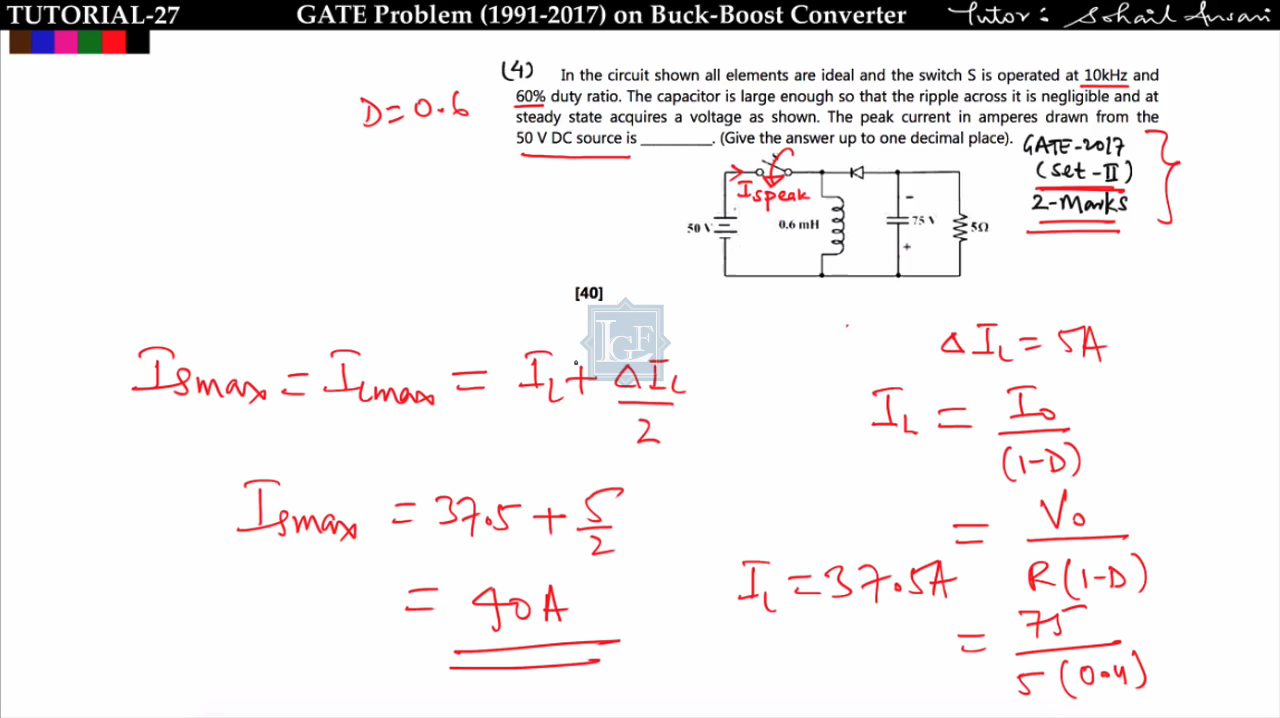 TUTORIAL-27
GATE Problem (1991-2017) on Buck-Boost Converter
Tutor: Sohail Ansari
(4) In the circuit shown all elements are ideal and the switch S is operated at 10kHz and
60% duty ratio. The capacitor is large enough so that the ripple across it is negligible and at
steady state acquires a voltage as shown. The peak current in amperes drawn from the
50 V DC source is ________. (Give the answer up to one decimal place).
D = 0.6
GATE-2017
(Set-II)
2-Marks
Ispeak
50 V
0.6 mH
-
75 V
+
5Ω
[40]
IGF
ISmax = ILmax = IL + ΔIL/2
ISmax = 37.5 + 5/2
= 40A
ΔIL = 5A
IL = Io/(1-D)
= Vo/R(1-D)
IL = 37.5A
= 75/5(0.4)